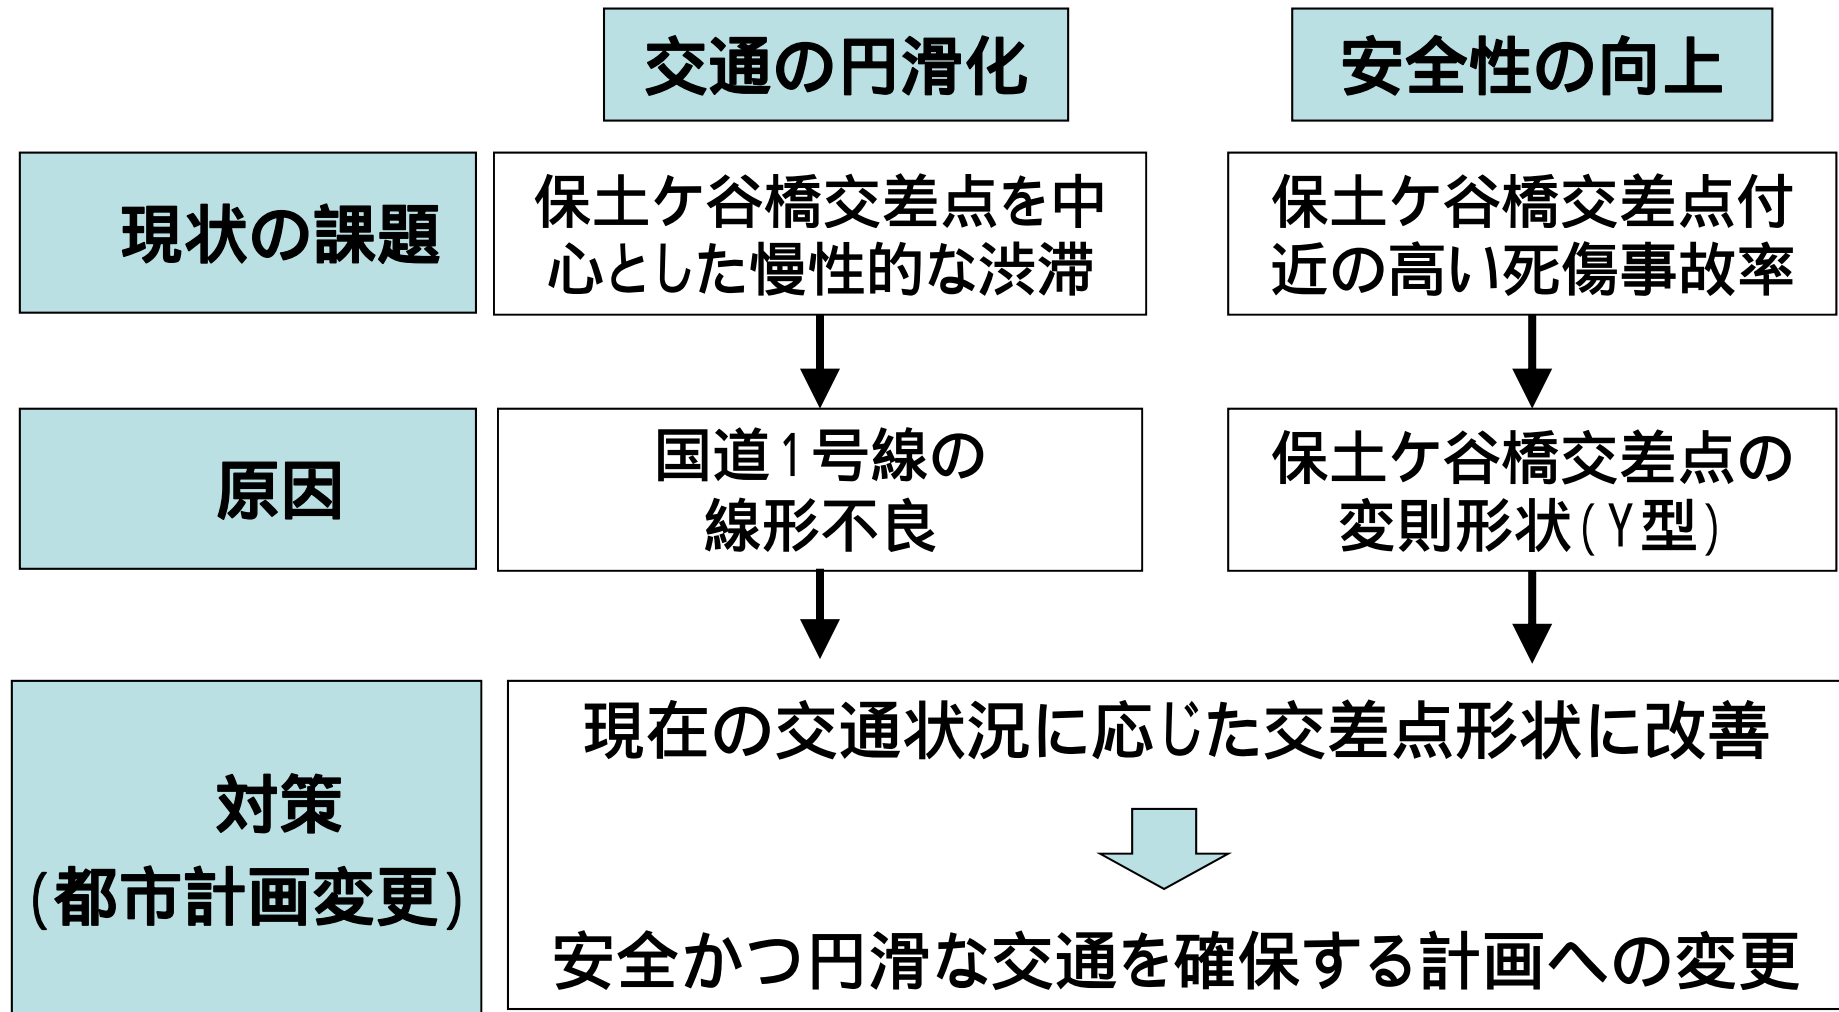 交通の円滑化
安全性の向上
現状の課題
保土ケ谷橋交差点を中
心とした慢性的な渋滞
保土ケ谷橋交差点付
近の高い死傷事故率
原因
国道1号線の
線形不良
保土ケ谷橋交差点の
変則形状(Y型)
対策
(都市計画変更)
現在の交通状況に応じた交差点形状に改善
安全かつ円滑な交通を確保する計画への変更